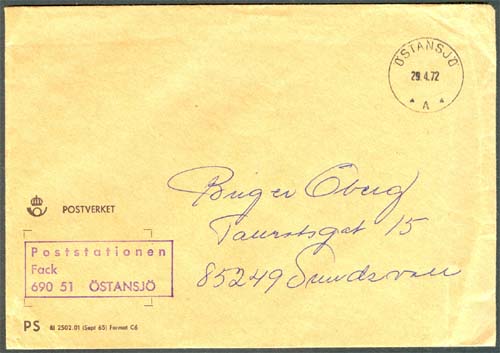 ÖSTANSJÖ
29.4.72
A
Birger Öberg
15
85249 Sundsvall
POSTVERKET
Poststationen
Fack
690 51 ÖSTANSJÖ
PS Bl 2502.01 (Sept 65) Format C6